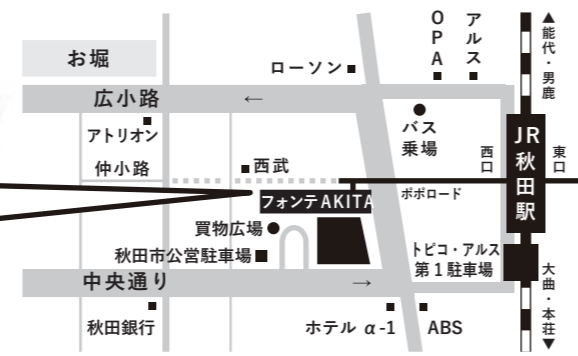 お堀
ローソン
OPA
アルス
▲能代・男鹿
広小路
←
アトリオン
バス
乗場
西口
JR秋田駅
東口
仲小路
西武
フォンテAKITA
ポポロード
買物広場
秋田市公営駐車場
トピコ・アルス
第1駐車場
中央通り
→
大曲・本荘▼
秋田銀行
ホテル α-1
ABS